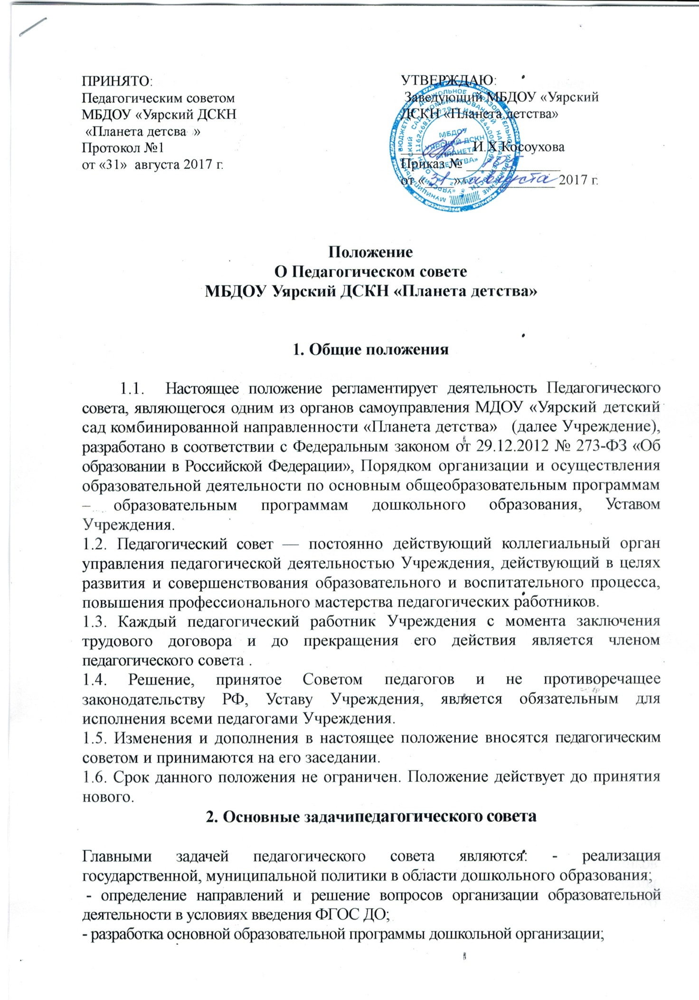 ПРИНЯТО:
Педагогическим советом
МБДОУ «Уярский ДСКН
«Планета детсва »
Протокол №1
от «31» августа 2017 г.
УТВЕРЖДАЮ:
Заведующий МБДОУ «Уярский
ДСКН «Планета детства»
И.Х.Косоухова
Приказ №
от «31» августа 2017 г.
МБДОУ
УЯРСКИЙ ДСКН
«ПЛАНЕТА
ДЕТСТВА»
Положение
О Педагогическом совете
МБДОУ Уярский ДСКН «Планета детства»
1. Общие положения
1.1. Настоящее положение регламентирует деятельность Педагогического
совета, являющегося одним из органов самоуправления МДОУ «Уярский детский
сад комбинированной направленности «Планета детства» (далее Учреждение),
разработано в соответствии с Федеральным законом от 29.12.2012 № 273-ФЗ «Об
образовании в Российской Федерации», Порядком организации и осуществления
образовательной деятельности по основным общеобразовательным программам
– образовательным программам дошкольного образования, Уставом
Учреждения.
1.2. Педагогический совет — постоянно действующий коллегиальный орган
управления педагогической деятельностью Учреждения, действующий в целях
развития и совершенствования образовательного и воспитательного процесса,
повышения профессионального мастерства педагогических работников.
1.3. Каждый педагогический работник Учреждения с момента заключения
трудового договора и до прекращения его действия является членом
педагогического совета .
1.4. Решение, принятое Советом педагогов и не противоречащее
законодательству РФ, Уставу Учреждения, является обязательным для
исполнения всеми педагогами Учреждения.
1.5. Изменения и дополнения в настоящее положение вносятся педагогическим
советом и принимаются на его заседании.
1.6. Срок данного положения не ограничен. Положение действует до принятия
нового.
2. Основные задачипедагогического совета
Главными задачей педагогического совета являются: - реализация
государственной, муниципальной политики в области дошкольного образования;
- определение направлений и решение вопросов организации образовательной
деятельности в условиях введения ФГОС ДО;
- разработка основной образовательной программы дошкольной организации;